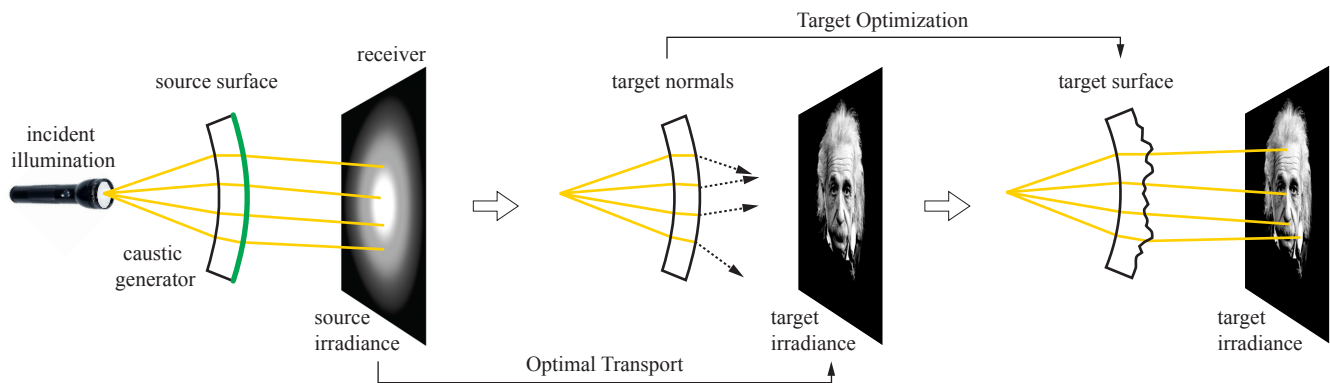 Target Optimization
receiver
source surface
target normals
target surface
incident
illumination
caustic
generator
source
irradiance
target
irradiance
target
irradiance
Optimal Transport